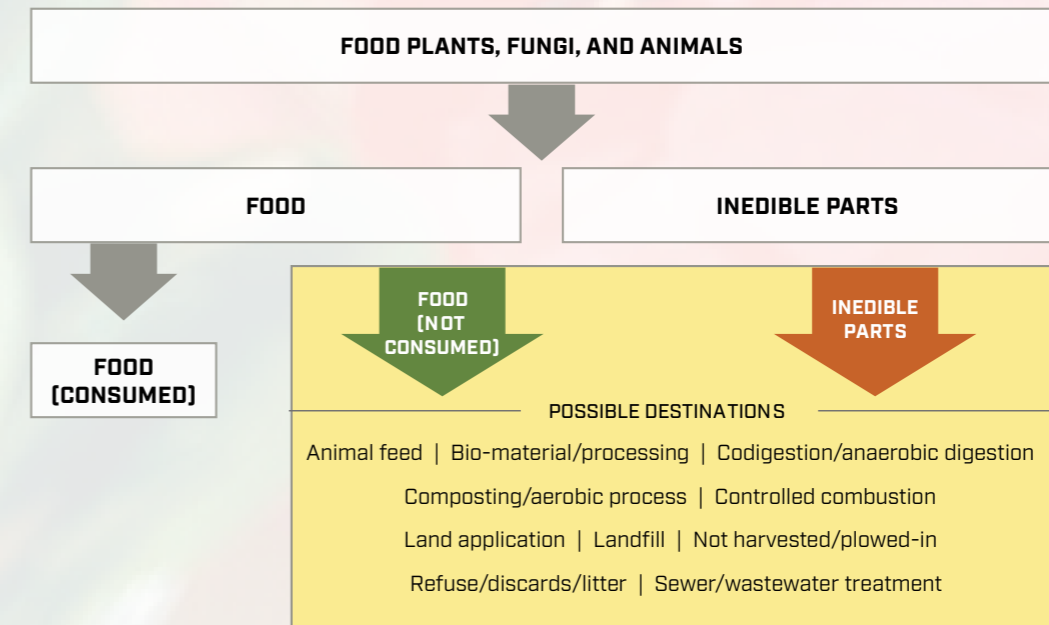 FOOD PLANTS, FUNGI, AND ANIMALS
FOOD
INEDIBLE PARTS
FOOD
(NOT
CONSUMED)
INEDIBLE
PARTS
FOOD
(CONSUMED)
POSSIBLE DESTINATIONS
Animal feed | Bio-material/processing | Codigestion/anaerobic digestion
Composting/aerobic process | Controlled combustion
Land application | Landfill | Not harvested/plowed-in
Refuse/discards/litter | Sewer/wastewater treatment